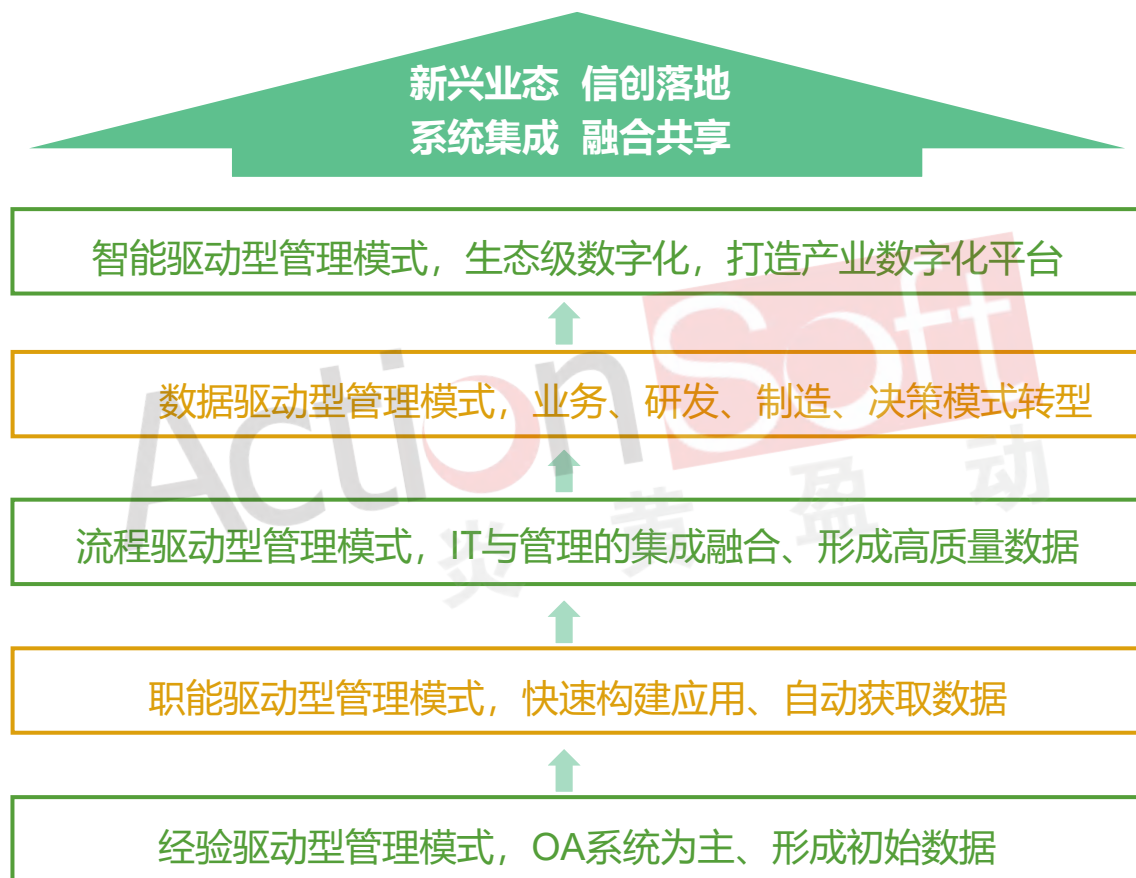 新兴业态 信创落地
系统集成 融合共享
智能驱动型管理模式，生态级数字化，打造产业数字化平台
数据驱动型管理模式，业务、研发、制造、决策模式转型
流程驱动型管理模式，IT与管理的集成融合、形成高质量数据
职能驱动型管理模式，快速构建应用、自动获取数据
经验驱动型管理模式，OA系统为主、形成初始数据
ActionSoft
炎黄盈动